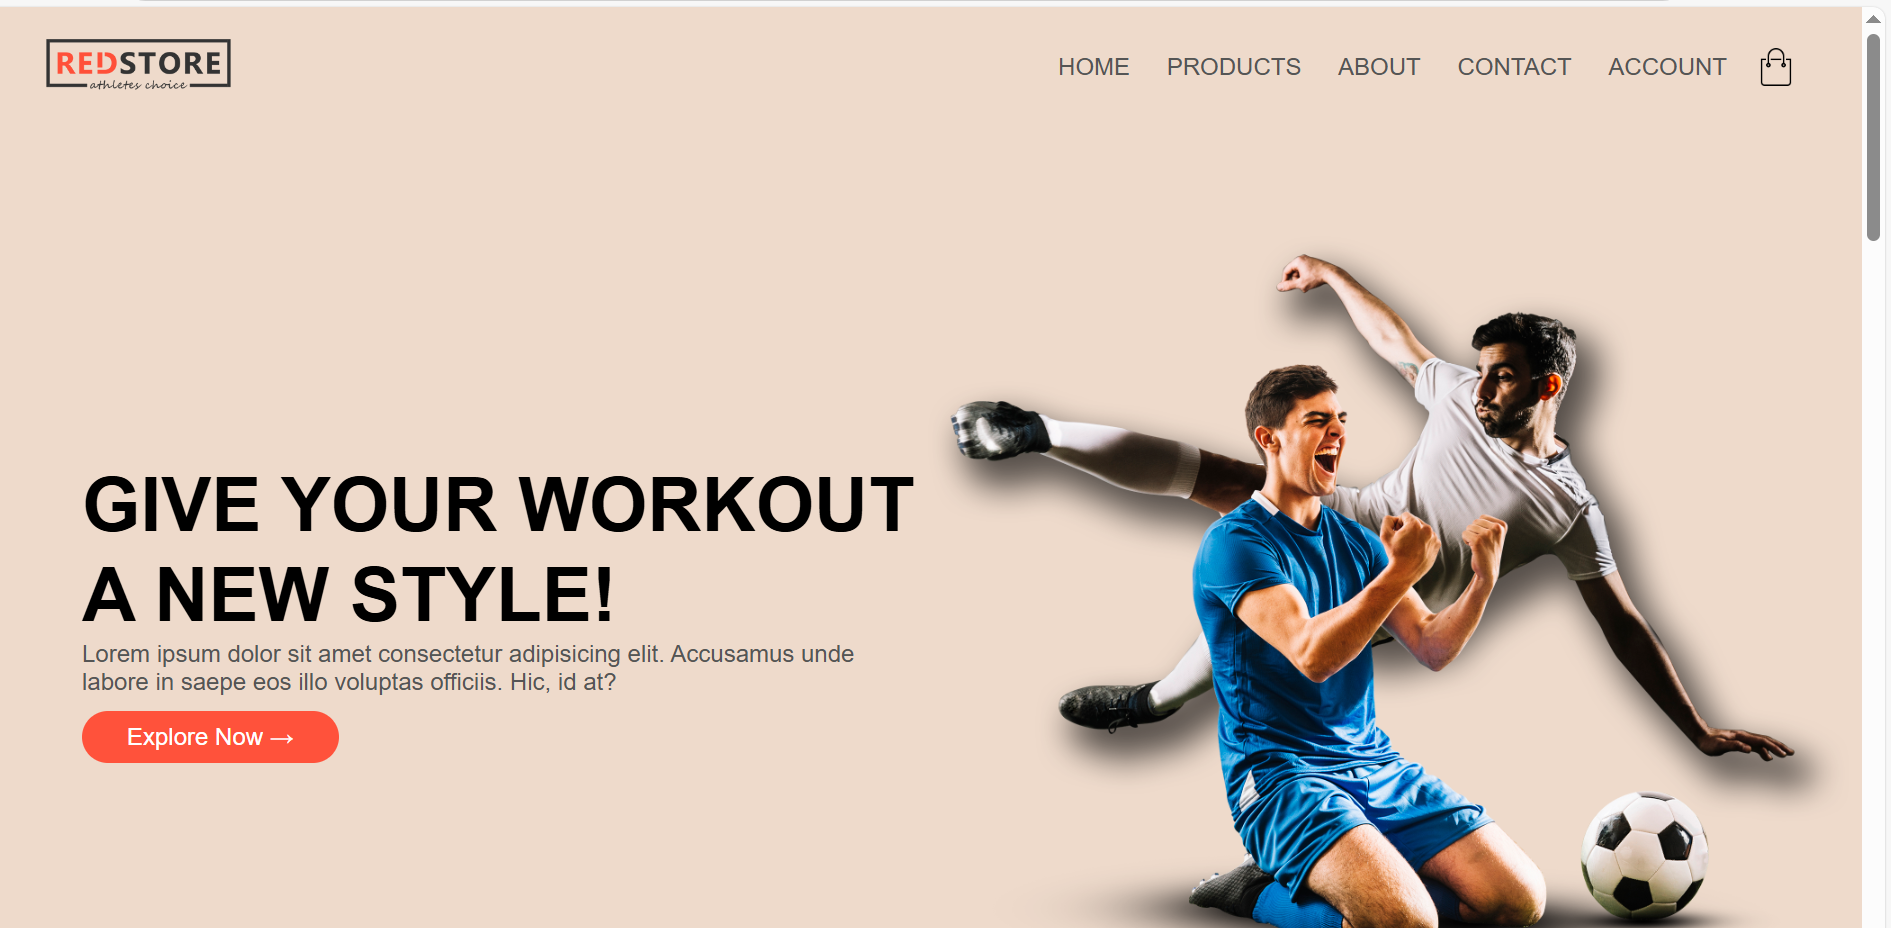 REDSTORE
athletes choice
HOME PRODUCTS ABOUT CONTACT ACCOUNT
GIVE YOUR WORKOUT
A NEW STYLE!
Lorem ipsum dolor sit amet consectetur adipisicing elit. Accusamus unde
labore in saepe eos illo voluptas officiis. Hic, id at?
Explore Now →